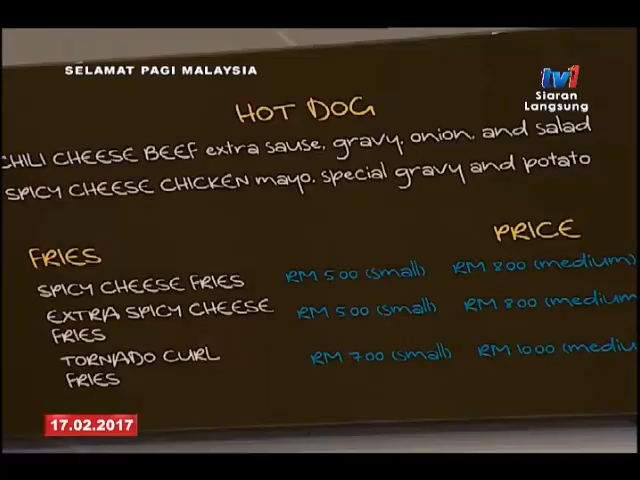 SELAMAT PAGI MALAYSIA
tv1
Siaran
Langsung
HOT DOG
CHILI CHEESE BEEF extra sause, gravy, onion, and salad
SPICY CHEESE CHICKEN mayo, special gravy and potato
PRICE
FRIES
SPICY CHEESE FRIES RM 5.00 (small) RM 8.00 (medium)
EXTRA SPICY CHEESE RM 5.00 (small) RM 8.00 (medium
FRIES
TORNADO CURL RM 7.00 (small) RM 10.00 (mediu
FRIES
17.02.2017